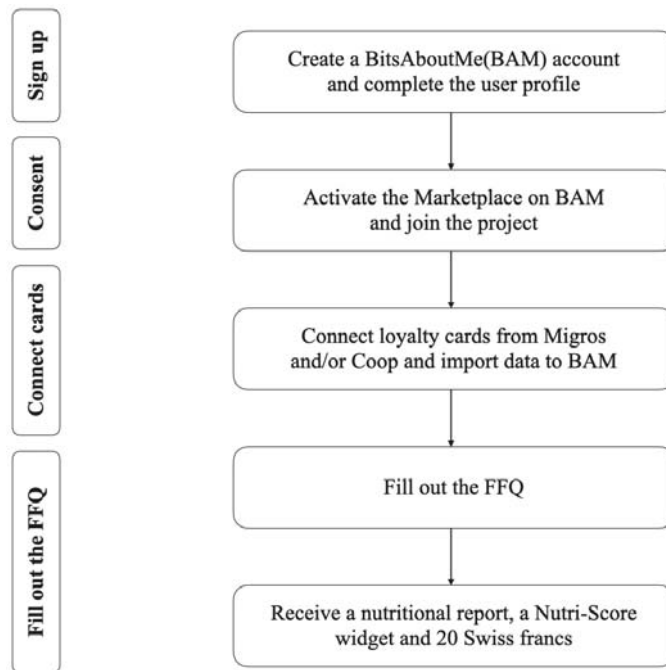 Sign up
Create a BitsAboutMe(BAM) account
and complete the user profile
Consent
Activate the Marketplace on BAM
and join the project
Connect cards
Connect loyalty cards from Migros
and/or Coop and import data to BAM
Fill out the FFQ
Fill out the FFQ
Receive a nutritional report, a Nutri-Score
widget and 20 Swiss francs